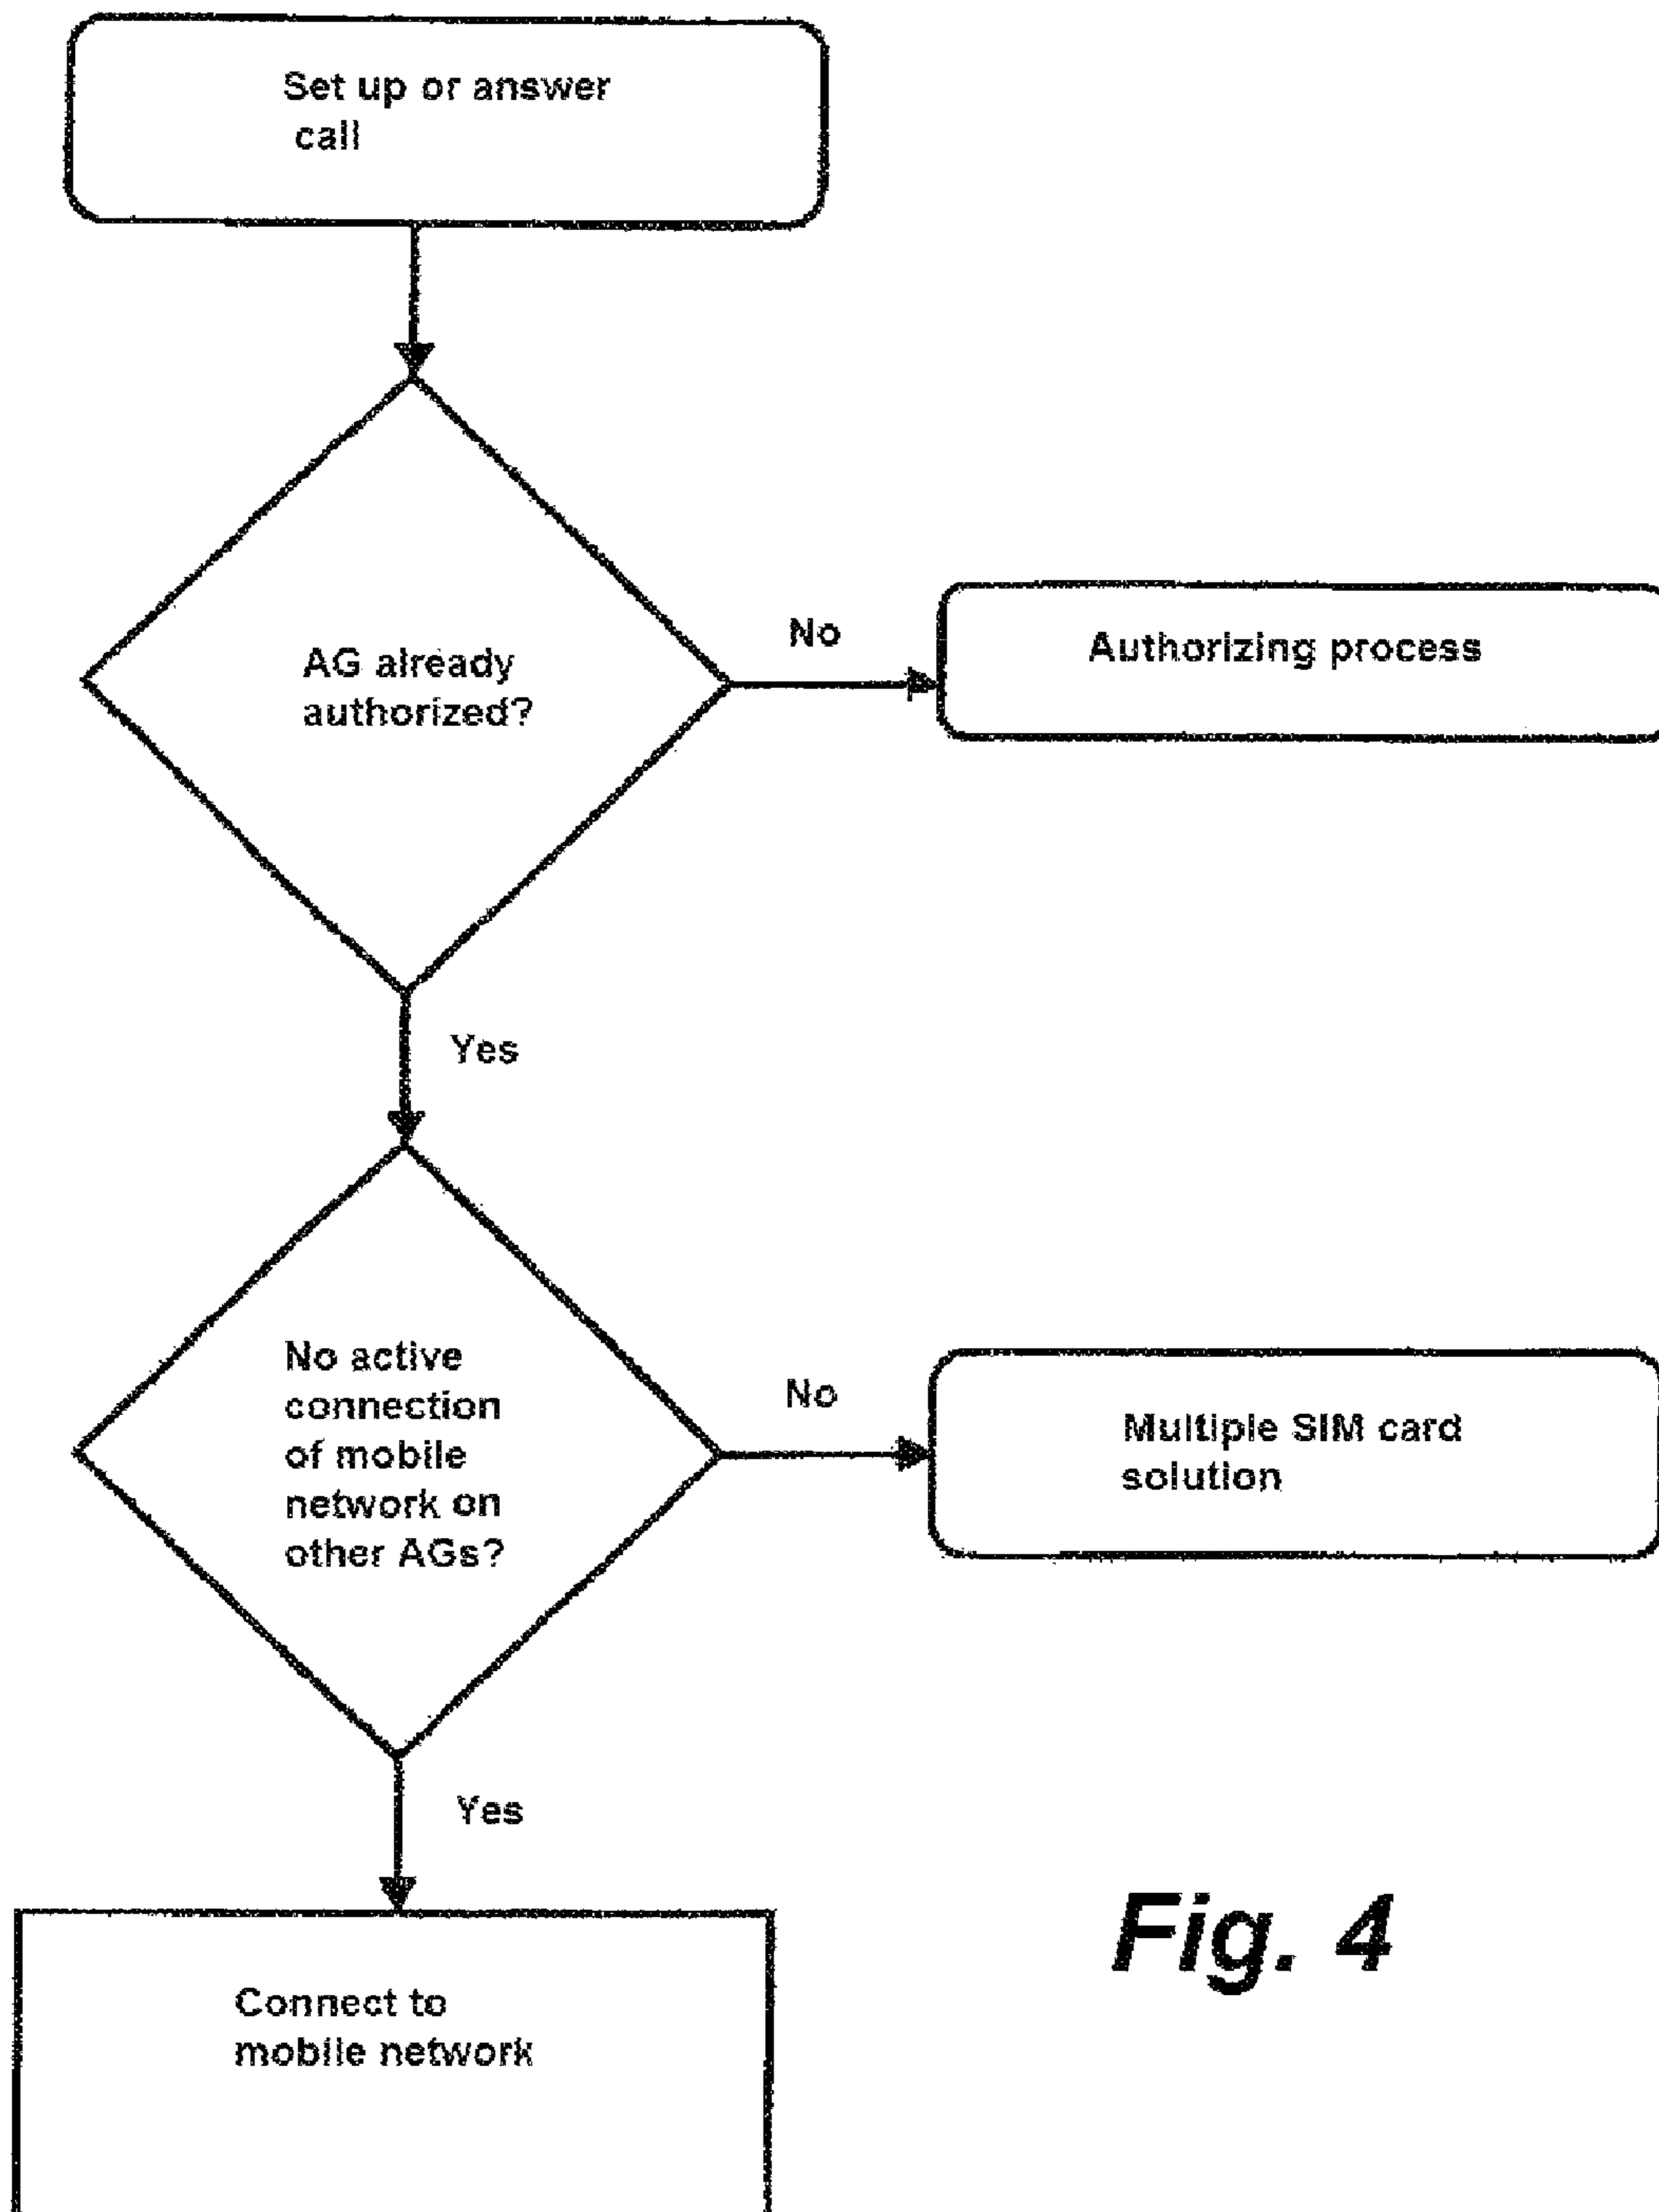 Set up or answer
call
AG already
authorized?
No
Authorizing process
Yes
No active
connection
of mobile
network on
other AGs?
No
Multiple SIM card
solution
Yes
Connect to
mobile network
Fig. 4